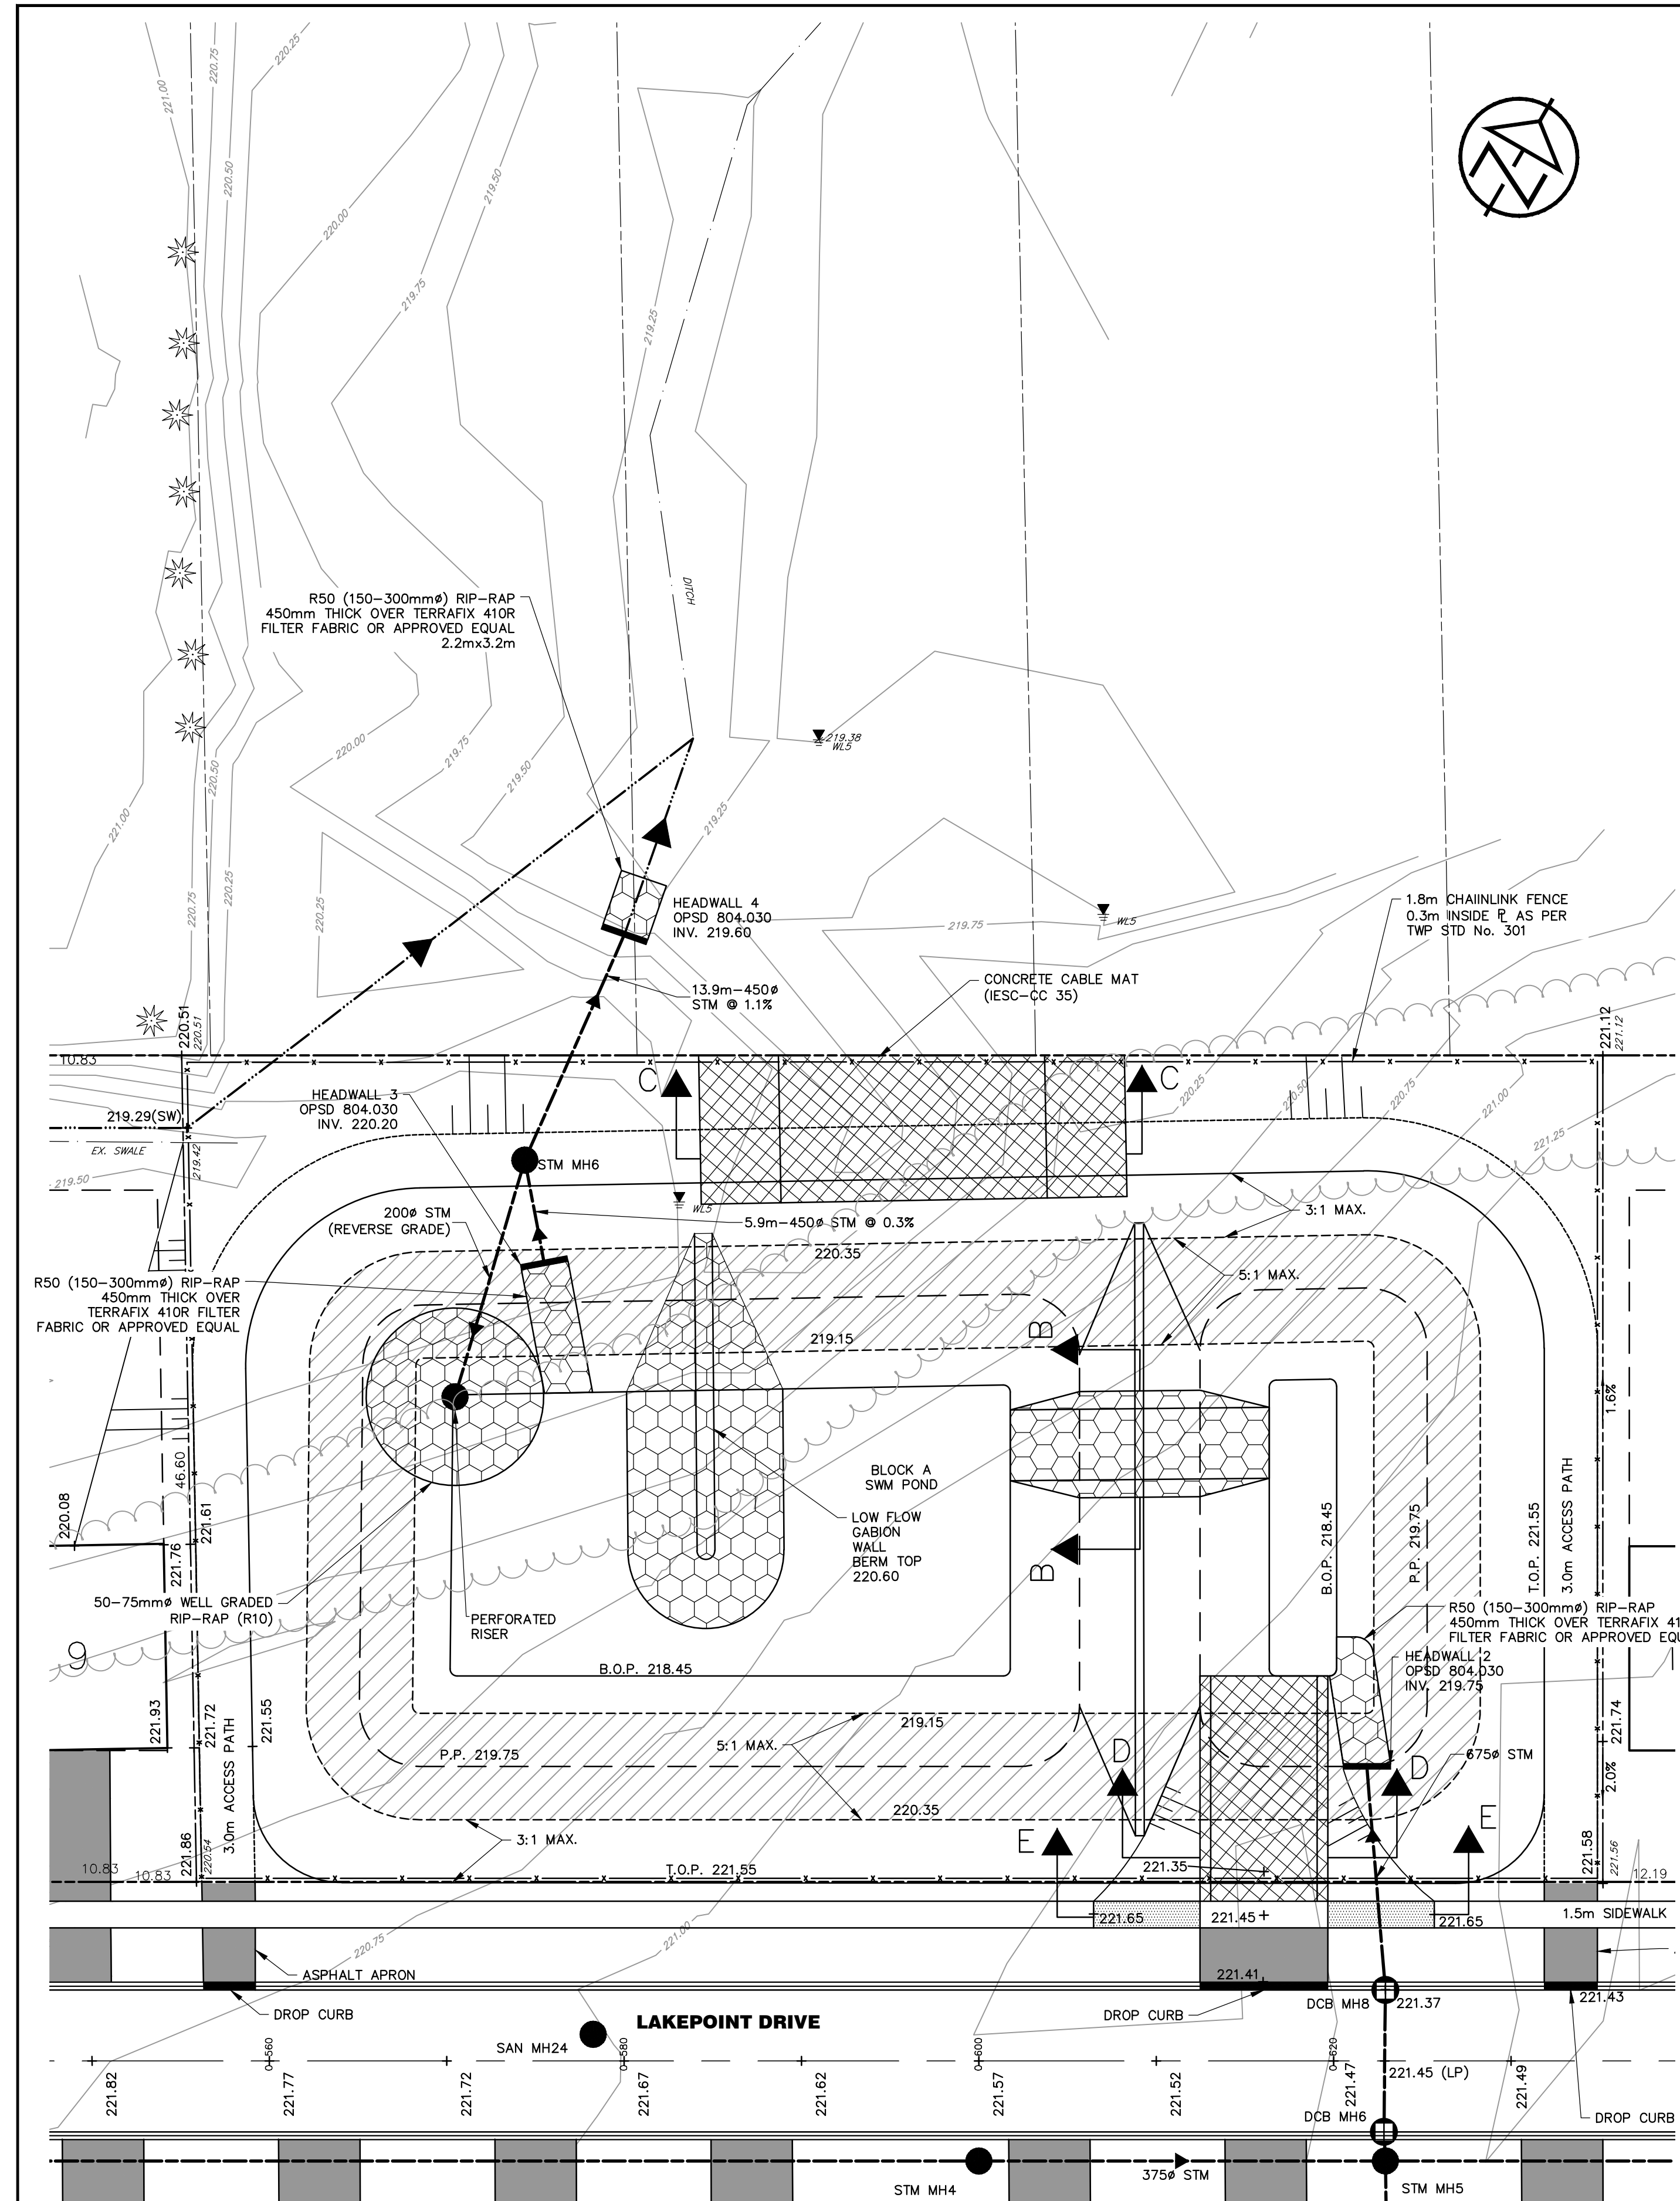 221.00
220.75
220.25
220.50
220.00
219.50
219.75
219.25
DITCH
R50 (150-300mmø) RIP-RAP
450mm THICK OVER TERRAFIX 410R
FILTER FABRIC OR APPROVED EQUAL
2.2mx3.2m
220.00
219.75
219.50
220.50
219.38
WL5
221.00
219.25
220.75
220.25
220.25
HEADWALL 4
OPSD 804.030
INV. 219.60
219.75
WL5
1.8m CHAIINLINK FENCE
0.3m INSIDE PL AS PER
TWP STD No. 301
13.9m-450ø
STM @ 1.1%
CONCRETE CABLE MAT
(IESC-CC 35)
220.51
220.51
221.12
221.12
10.83
C
C
HEADWALL 3
OPSD 804.030
INV. 220.20
220.25
220.50
220.75
221.00
221.25
219.29(SW)
EX. SWALE
219.42
219.50
STM MH6
200ø STM
(REVERSE GRADE)
WL5
5.9m-450ø STM @ 0.3%
3:1 MAX.
220.35
R50 (150-300mmø) RIP-RAP
450mm THICK OVER
TERRAFIX 410R FILTER
FABRIC OR APPROVED EQUAL
5:1 MAX.
219.15
B
1.6%
46.60
BLOCK A
SWM POND
LOW FLOW
GABION
WALL
BERM TOP
220.60
220.08
221.61
221.76
B
B.O.P. 218.45
P.P. 219.75
T.O.P. 221.55
3.0m ACCESS PATH
50-75mmø WELL GRADED
RIP-RAP (R10)
PERFORATED
RISER
R50 (150-300mmø) RIP-RAP
450mm THICK OVER TERRAFIX 41
FILTER FABRIC OR APPROVED EQU
9
B.O.P. 218.45
HEADWALL 2
OPSD 804.030
INV. 219.75
221.93
221.72
221.55
3.0m ACCESS PATH
219.15
221.74
P.P. 219.75
5:1 MAX.
D
D
675ø STM
2.0%
220.35
3:1 MAX.
E
E
221.86
220.54
221.58
221.56
10.83
10.83
T.O.P. 221.55
221.35
12.19
221.65
221.45
221.65
1.5m SIDEWALK
220.75
221.00
ASPHALT APRON
221.41
DROP CURB
DROP CURB
DCB MH8
221.37
221.43
LAKEPOINT DRIVE
SAN MH24
0+560
0+580
0+600
0+620
221.82
221.77
221.72
221.67
221.62
221.57
221.52
221.47
221.45 (LP)
221.49
DCB MH6
DROP CURB
375ø STM
STM MH4
STM MH5